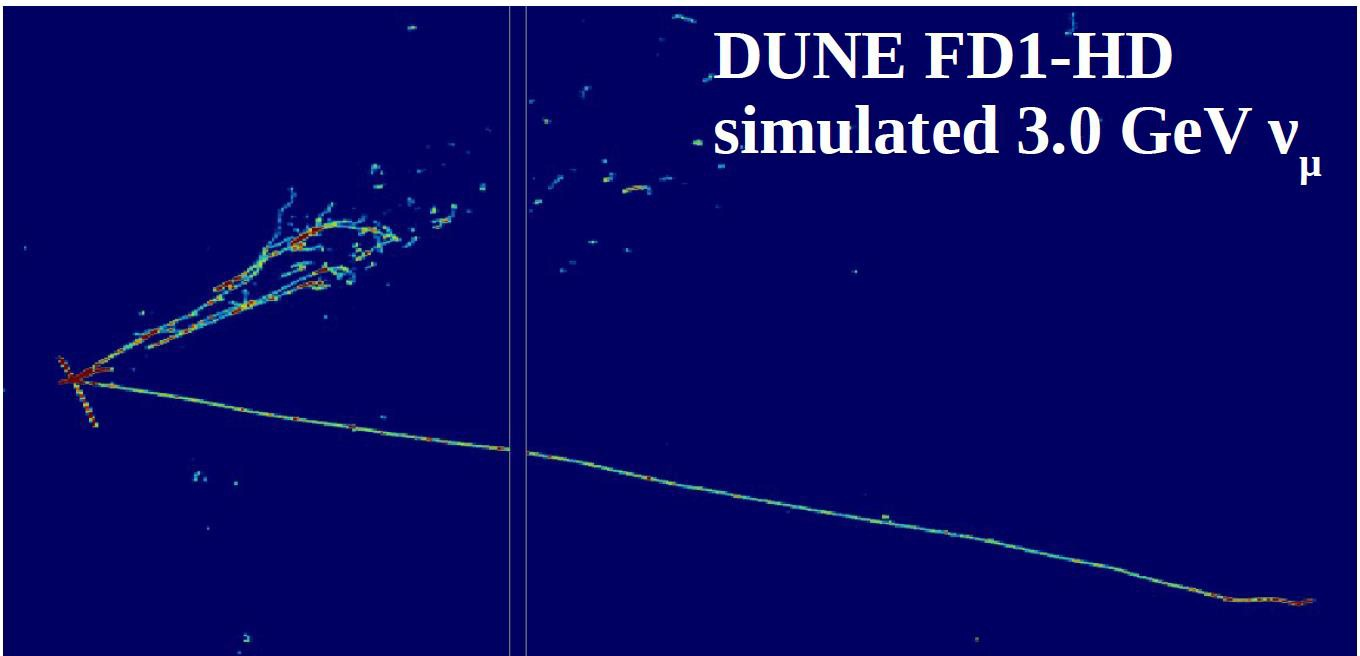 DUNE FD1-HD
simulated 3.0 GeV νμ